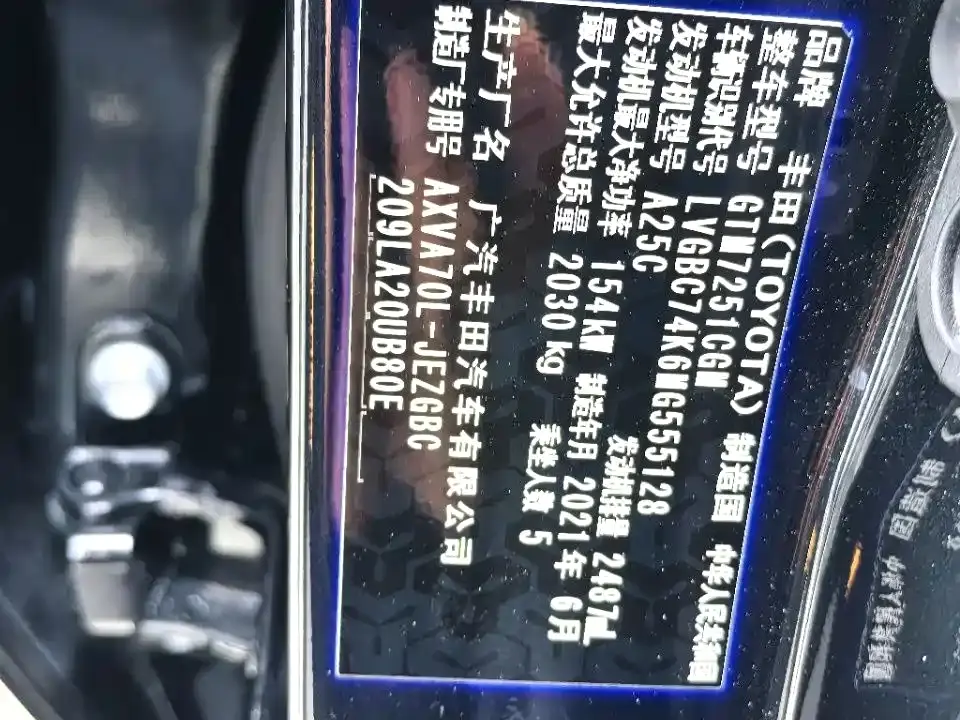 品牌 丰田(TOYOTA) 制造国 中华人民共和国
整车型号 GTM7251CGM
车辆识别代号 LVGBC74K6MG555128
发动机型号 A25C 发动机排量 2487mL
发动机最大净功率 154kW 制造年月 2021年 6月
最大允许总质量 2030kg 乘坐人数 5
生产厂名 广汽丰田汽车有限公司
制造厂专用号 AXVA70L-JEZGBC
209LA20UB80E